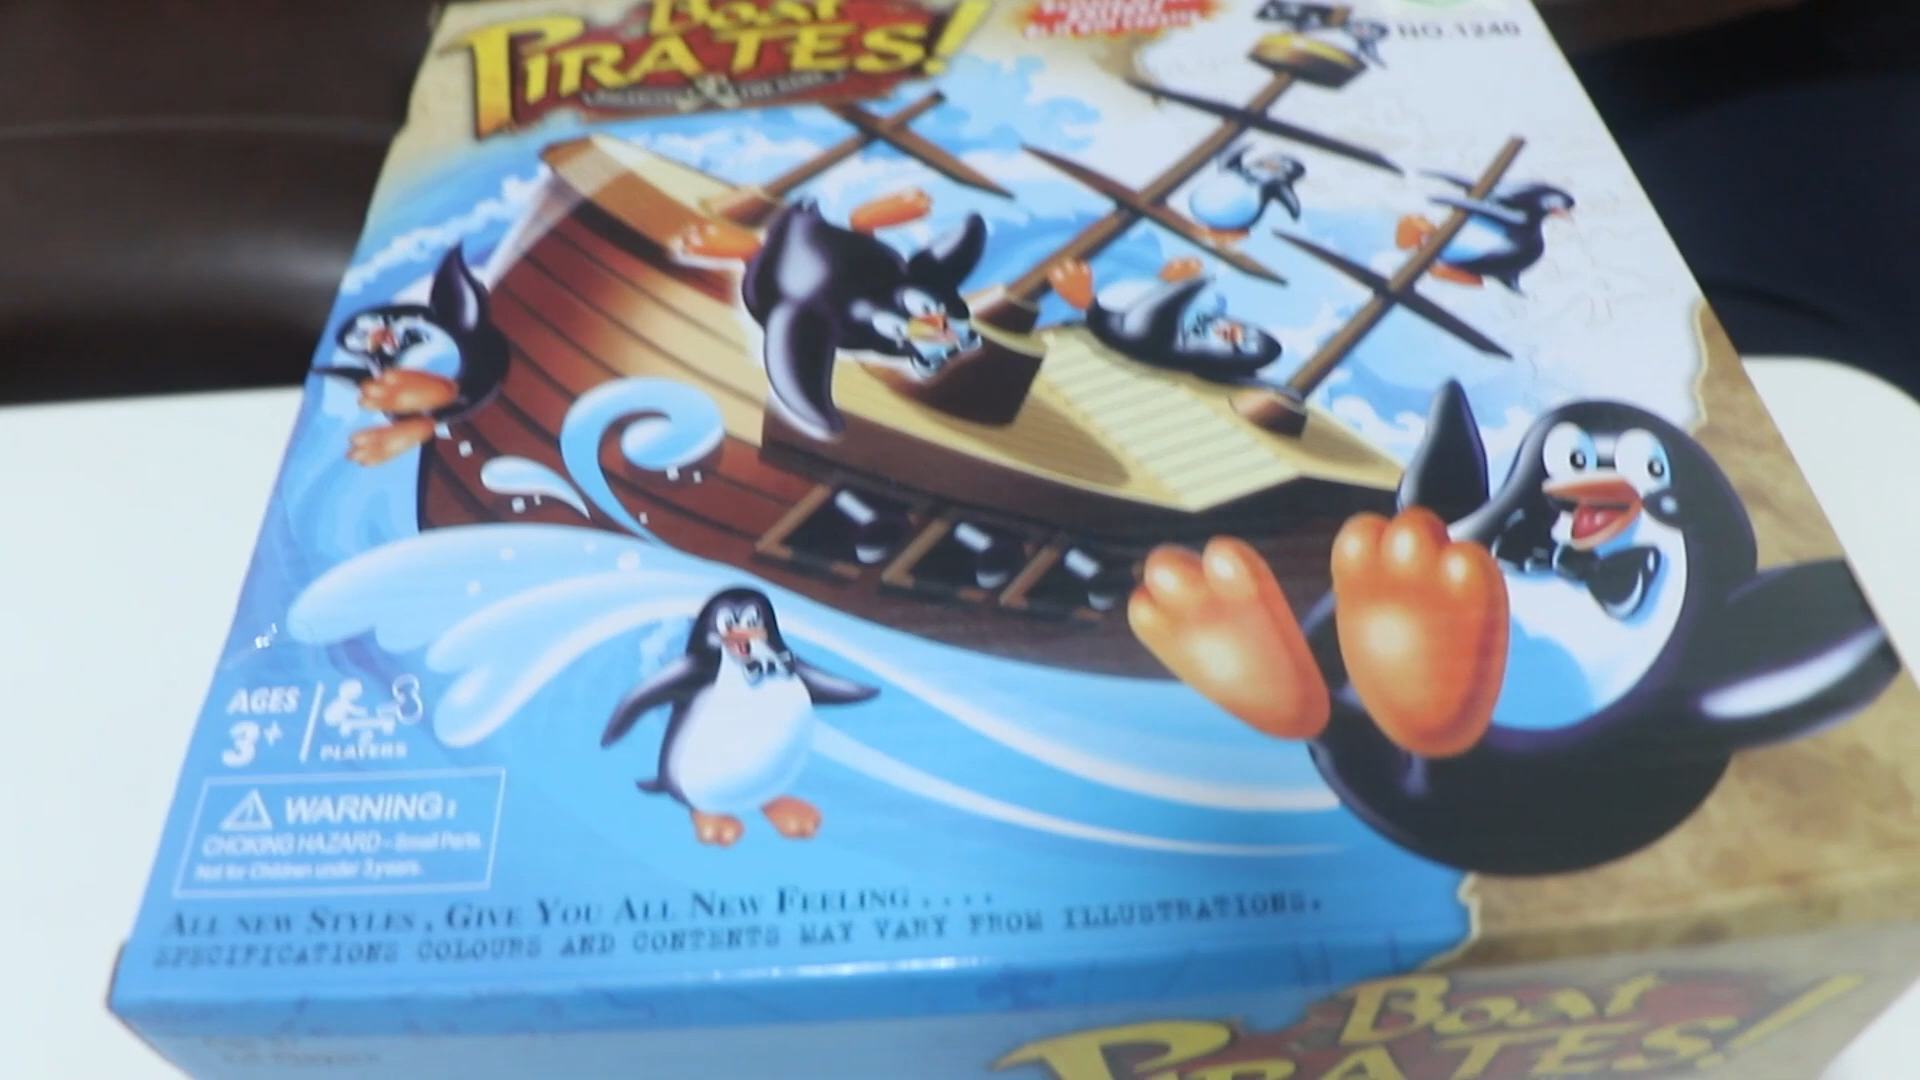 Boat
PIRATES!
NO.1240
AGES
3+
PLAYERS
WARNING:
CHOKING HAZARD-Small Parts.
Not for Children under 3 years.
ALL NEW STYLES, GIVE YOU ALL NEW FEELING....
SPECIFICATIONS COLOURS AND CONTENTS MAY VARY FROM ILLUSTRATIONS.
BOAT
PIRATES!